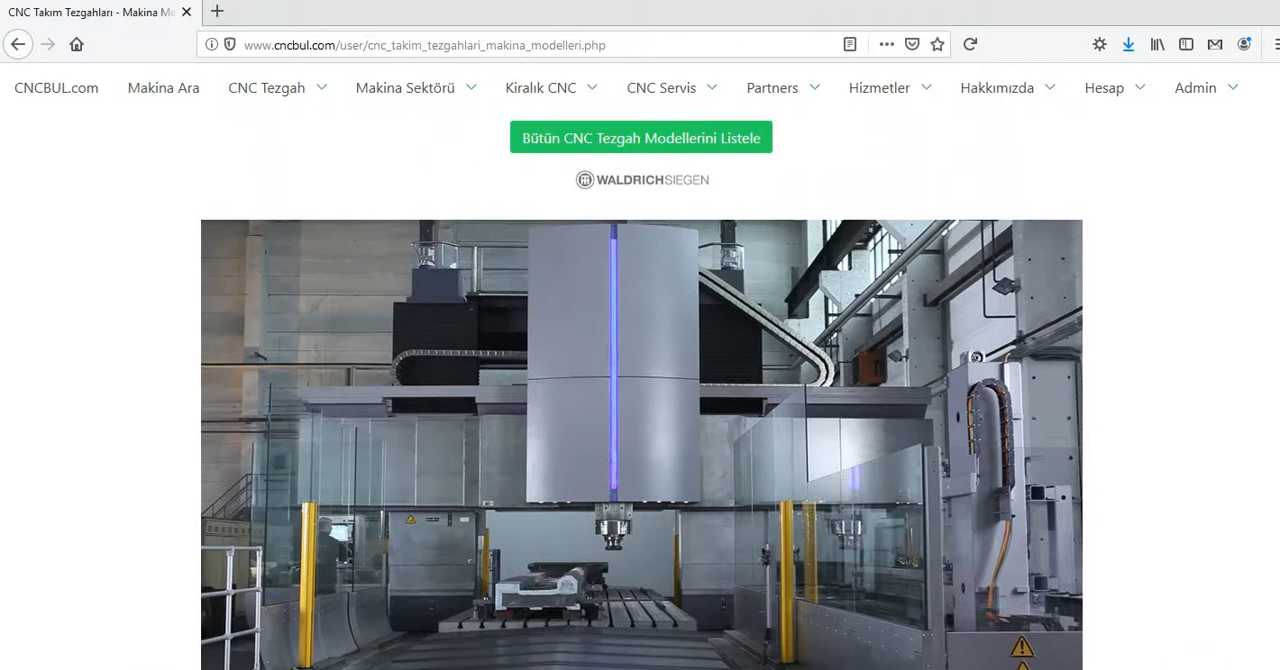 CNC Takım Tezgahları - Makina Mo
www.cncbul.com/user/cnc_takim_tezgahlari_makina_modelleri.php
CNCBUL.com Makina Ara CNC Tezgah Makina Sektörü Kiralık CNC CNC Servis Partners Hizmetler Hakkımızda Hesap Admin
Bütün CNC Tezgah Modellerini Listele
WALDRICHSIEGEN